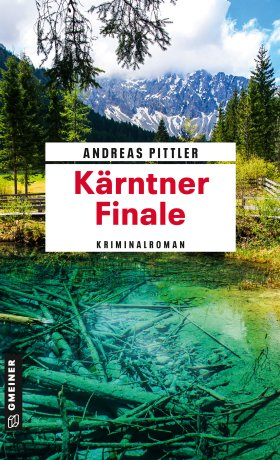 ANDREAS PITTLER
Kärntner
Finale
KRIMINALROMAN
GMEINER